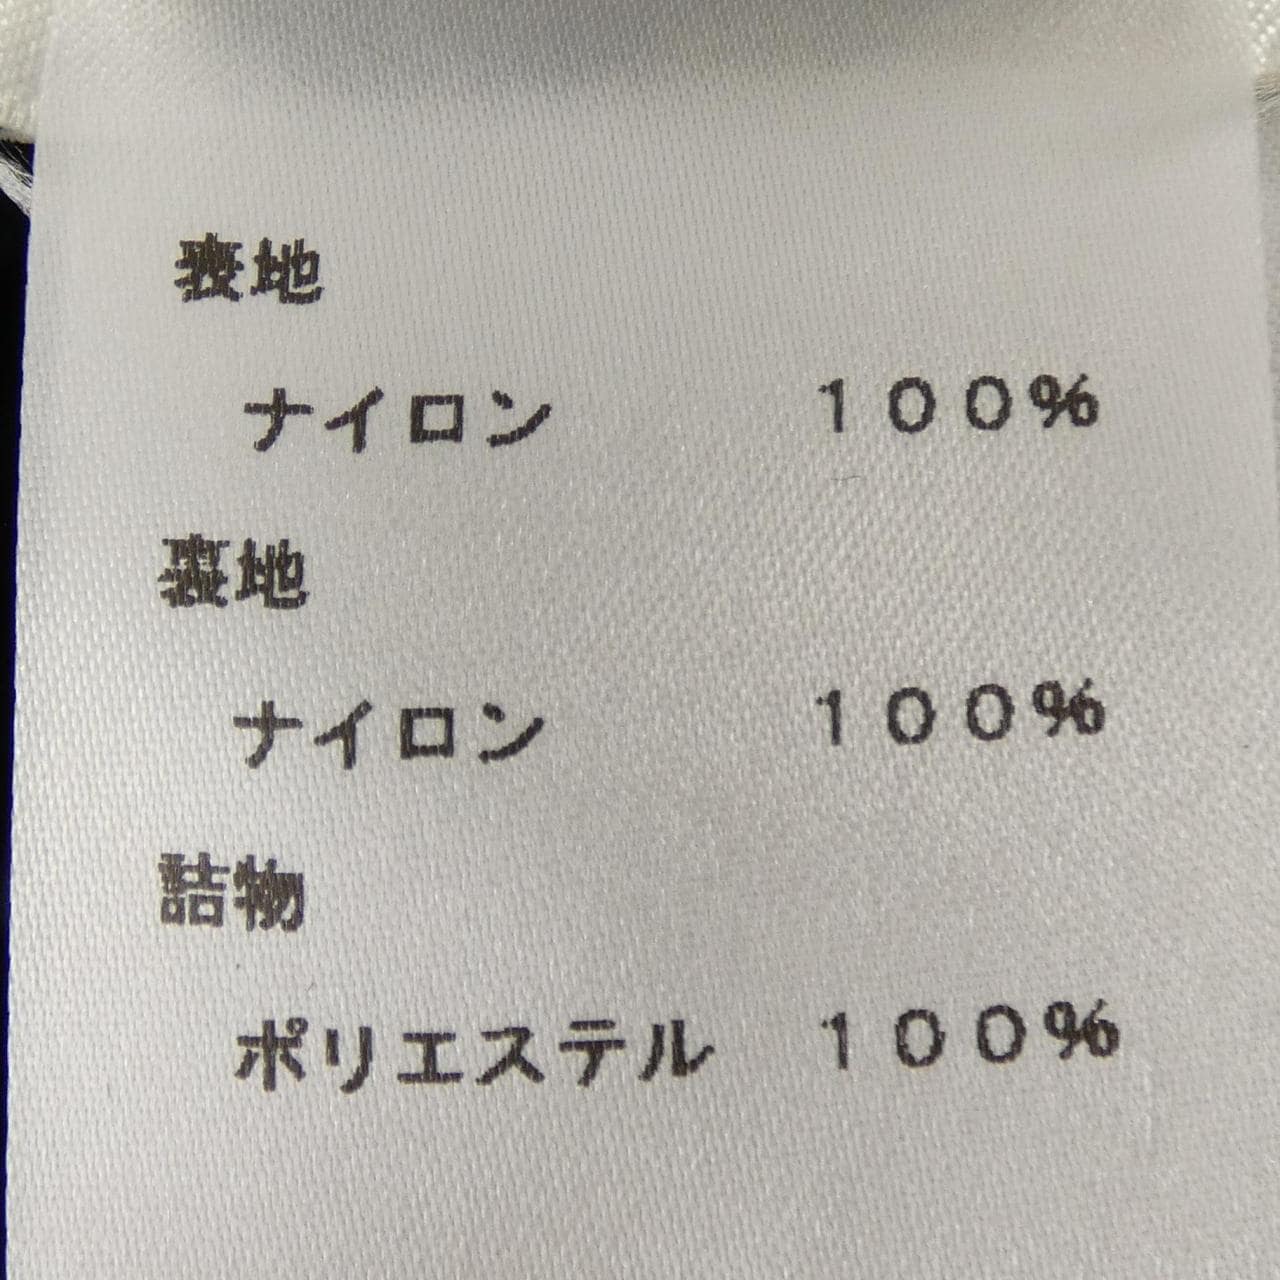 表地
ナイロン １００％
裏地
ナイロン １００％
詰物
ポリエステル １００％